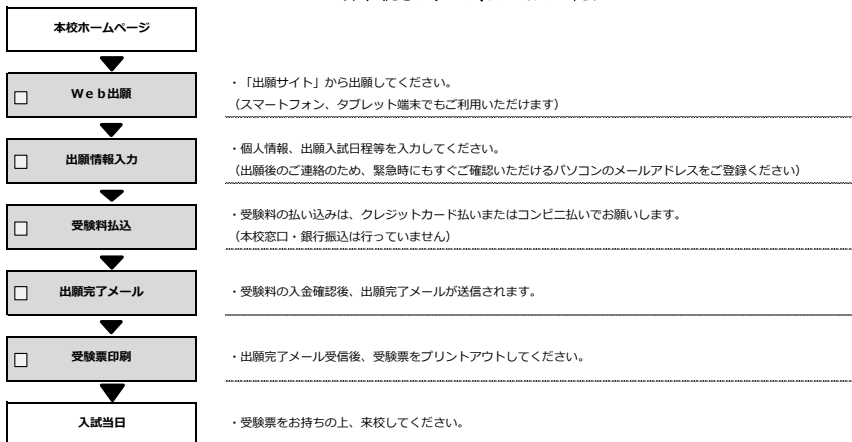 本校ホームページ
□ Ｗｅｂ出願
・「出願サイト」から出願してください。
（スマートフォン、タブレット端末でもご利用いただけます）
□ 出願情報入力
・個人情報、出願入試日程等を入力してください。
（出願後のご連絡のため、緊急時にもすぐご確認いただけるパソコンのメールアドレスをご登録ください）
□ 受験料払込
・受験料の払い込みは、クレジットカード払いまたはコンビニ払いでお願いします。
（本校窓口・銀行振込は行っていません）
□ 出願完了メール
・受験料の入金確認後、出願完了メールが送信されます。
□ 受験票印刷
・出願完了メール受信後、受験票をプリントアウトしてください。
入試当日
・受験票をお持ちの上、来校してください。